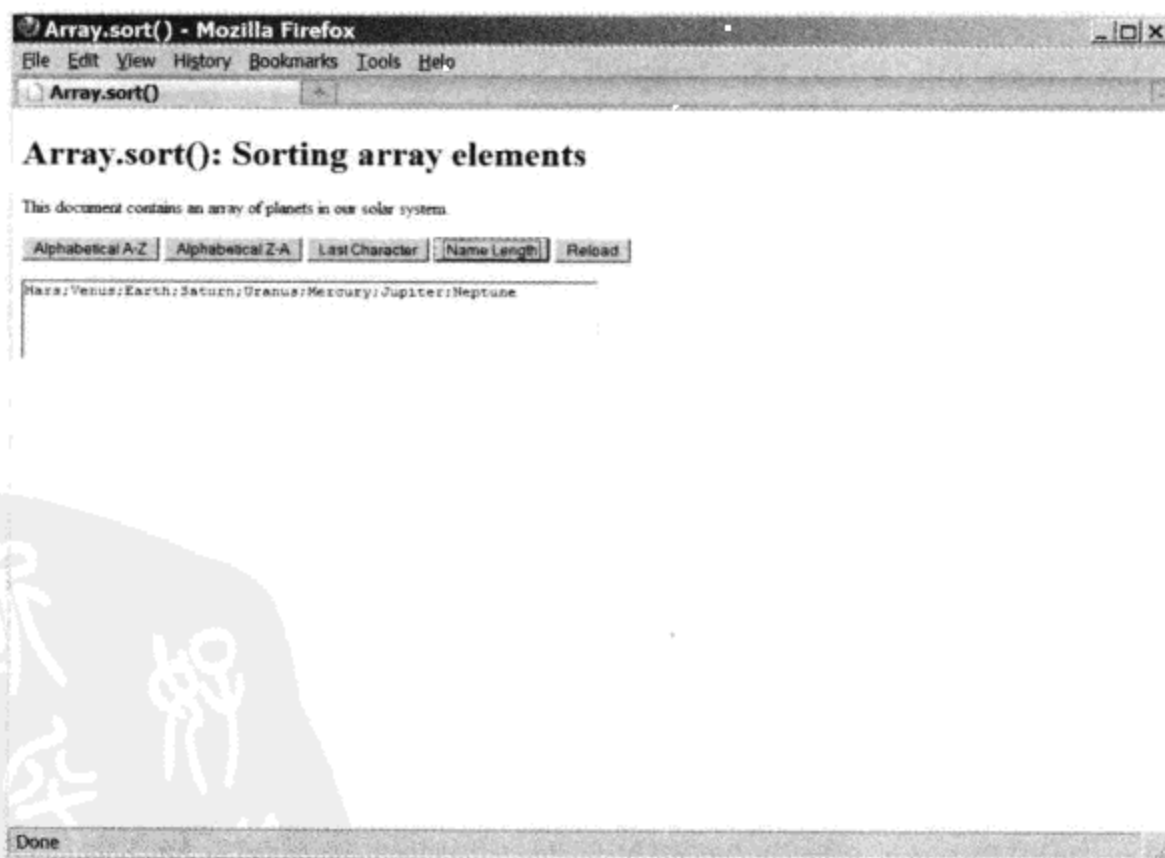 Array.sort() - Mozilla Firefox
File Edit View History Bookmarks Tools Help
Array.sort()
Array.sort(): Sorting array elements
This document contains an array of planets in our solar system.
Alphabetical A-Z Alphabetical Z-A Last Character Name Length Reload
Mars;Venus;Earth;Saturn;Uranus;Mercury;Jupiter;Neptune
Done